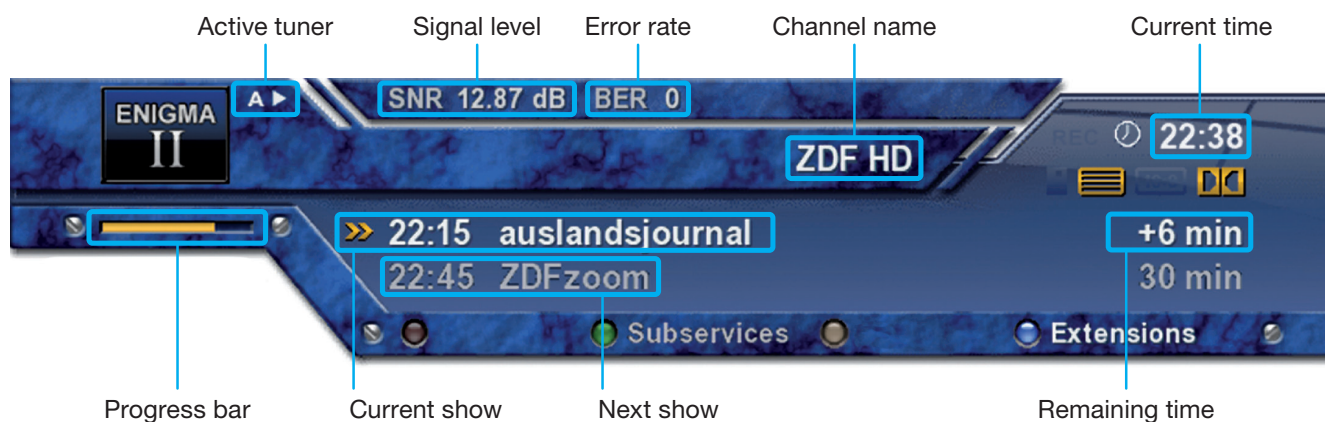 Active tuner Signal level Error rate Channel name Current time
ENIGMA II
A
SNR 12.87 dB BER 0
REC 22:38
ZDF HD
22:15 auslandsjournal +6 min
22:45 ZDFzoom 30 min
Subservices Extensions
Progress bar Current show Next show Remaining time